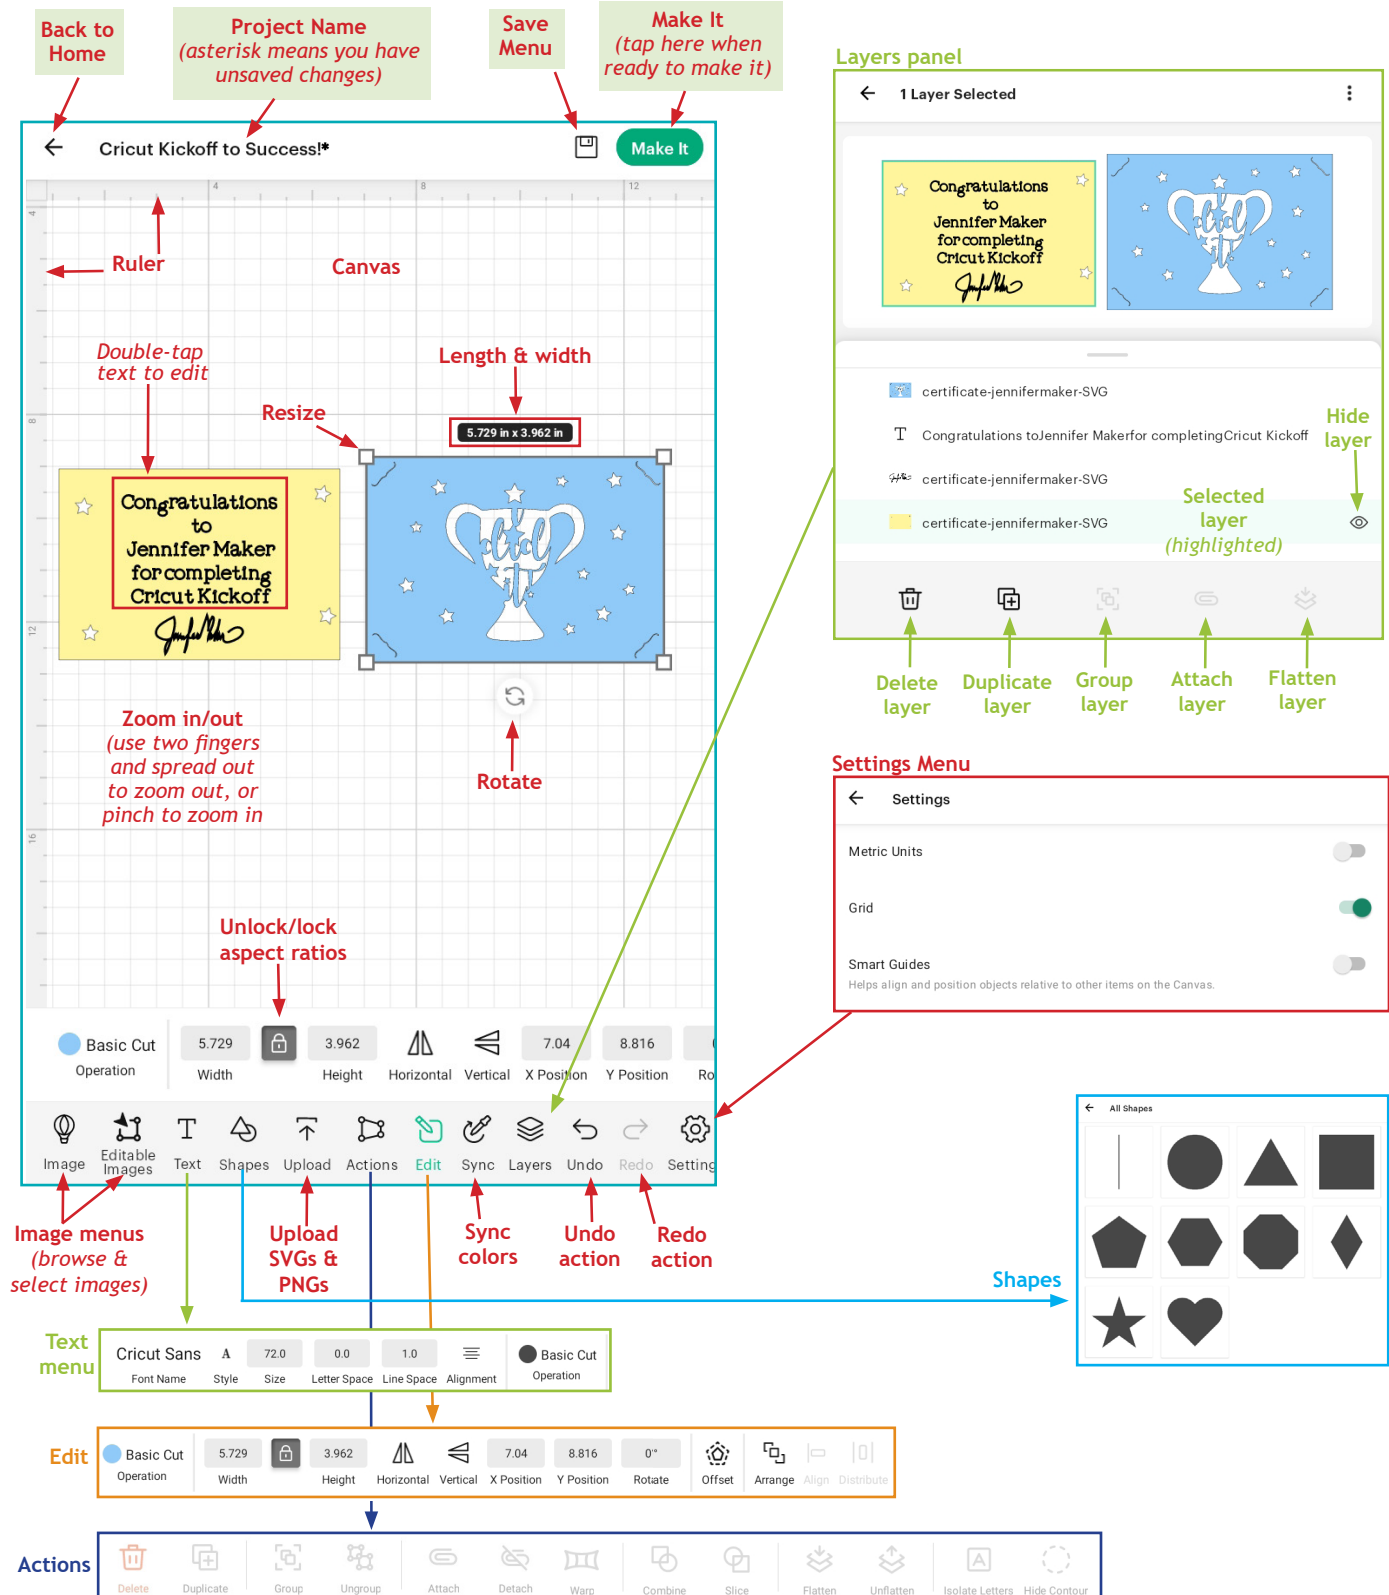 Back to
Home
Project Name
(asterisk means you have
unsaved changes)
Save
Menu
Make It
(tap here when
ready to make it)
Cricut Kickoff to Success!*
Make It
4
8
12
4
8
12
16
Ruler
Canvas
Double-tap
text to edit
Length & width
Resize
5.729 in x 3.962 in
Congratulations
to
Jennifer Maker
for completing
Cricut Kickoff
Zoom in/out
(use two fingers
and spread out
to zoom out, or
pinch to zoom in
Rotate
Unlock/lock
aspect ratios
Basic Cut
Operation
5.729
Width
3.962
Height
Horizontal
Vertical
7.04
X Position
8.816
Y Position
Ro
Image
Editable
Images
Text
Shapes
Upload
Actions
Edit
Sync
Layers
Undo
Redo
Setting
Image menus
(browse &
select images)
Upload
SVGs &
PNGs
Sync
colors
Undo
action
Redo
action
Layers panel
1 Layer Selected
Congratulations
to
Jennifer Maker
for completing
Cricut Kickoff
certificate-jennifermaker-SVG
Congratulations toJennifer Makerfor completingCricut Kickoff
certificate-jennifermaker-SVG
certificate-jennifermaker-SVG
Hide
layer
Selected
layer
(highlighted)
Delete
layer
Duplicate
layer
Group
layer
Attach
layer
Flatten
layer
Settings Menu
Settings
Metric Units
Grid
Smart Guides
Helps align and position objects relative to other items on the Canvas.
Shapes
All Shapes
Text
menu
Cricut Sans
Font Name
A
Style
72.0
Size
0.0
Letter Space
1.0
Line Space
Alignment
Basic Cut
Operation
Edit
Basic Cut
Operation
5.729
Width
3.962
Height
Horizontal
Vertical
7.04
X Position
8.816
Y Position
0°
Rotate
Offset
Arrange
Align
Distribute
Actions
Delete
Duplicate
Group
Ungroup
Attach
Detach
Warp
Combine
Slice
Flatten
Unflatten
A
Isolate Letters
Hide Contour